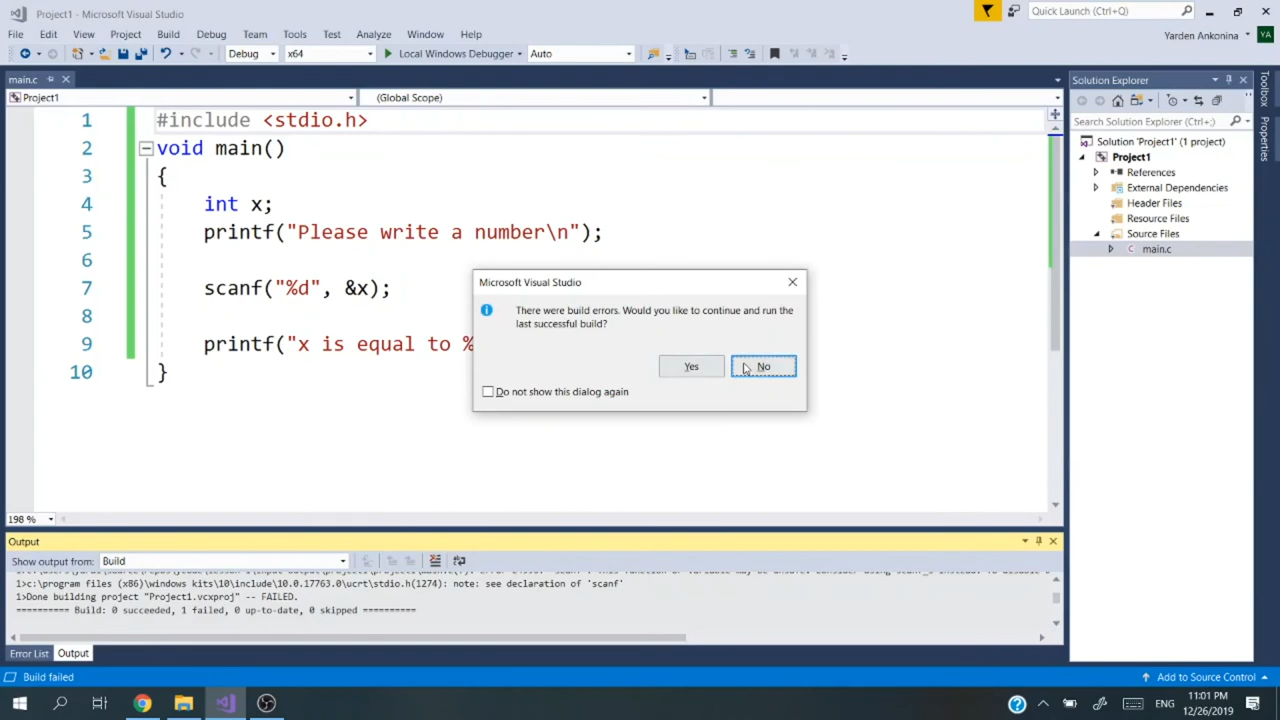 Project1 - Microsoft Visual Studio
Quick Launch (Ctrl+Q)
File Edit View Project Build Debug Team Tools Test Analyze Window Help
Yarden Ankonina YA
Debug x64 Local Windows Debugger Auto
main.c
Project1 (Global Scope)
1 #include <stdio.h>
2 void main()
3 {
4 int x;
5 printf("Please write a number\n");
6
7 scanf("%d", &x);
8
9 printf("x is equal to %
10 }
Microsoft Visual Studio
There were build errors. Would you like to continue and run the
last successful build?
Yes No
Do not show this dialog again
Solution Explorer
Search Solution Explorer (Ctrl+;)
Solution 'Project1' (1 project)
Project1
References
External Dependencies
Header Files
Resource Files
Source Files
main.c
Toolbox
Properties
198 %
Output
Show output from: Build
1>c:\program files (x86)\windows kits\10\include\10.0.17763.0\ucrt\stdio.h(1274): note: see declaration of 'scanf'
1>Done building project "Project1.vcxproj" -- FAILED.
========== Build: 0 succeeded, 1 failed, 0 up-to-date, 0 skipped ==========
Error List Output
Build failed
Add to Source Control
ENG
11:01 PM
12/26/2019